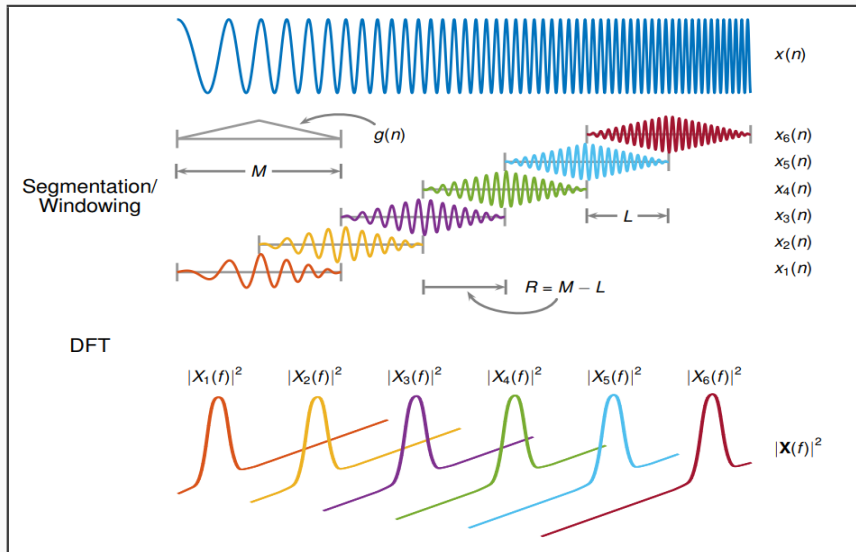 x(n)
g(n)
M
Segmentation/
Windowing
x₆(n)
x₅(n)
x₄(n)
L
x₃(n)
x₂(n)
x₁(n)
R = M − L
DFT
|X₁(f)|² |X₂(f)|² |X₃(f)|² |X₄(f)|² |X₅(f)|² |X₆(f)|²
|𝐗(f)|²